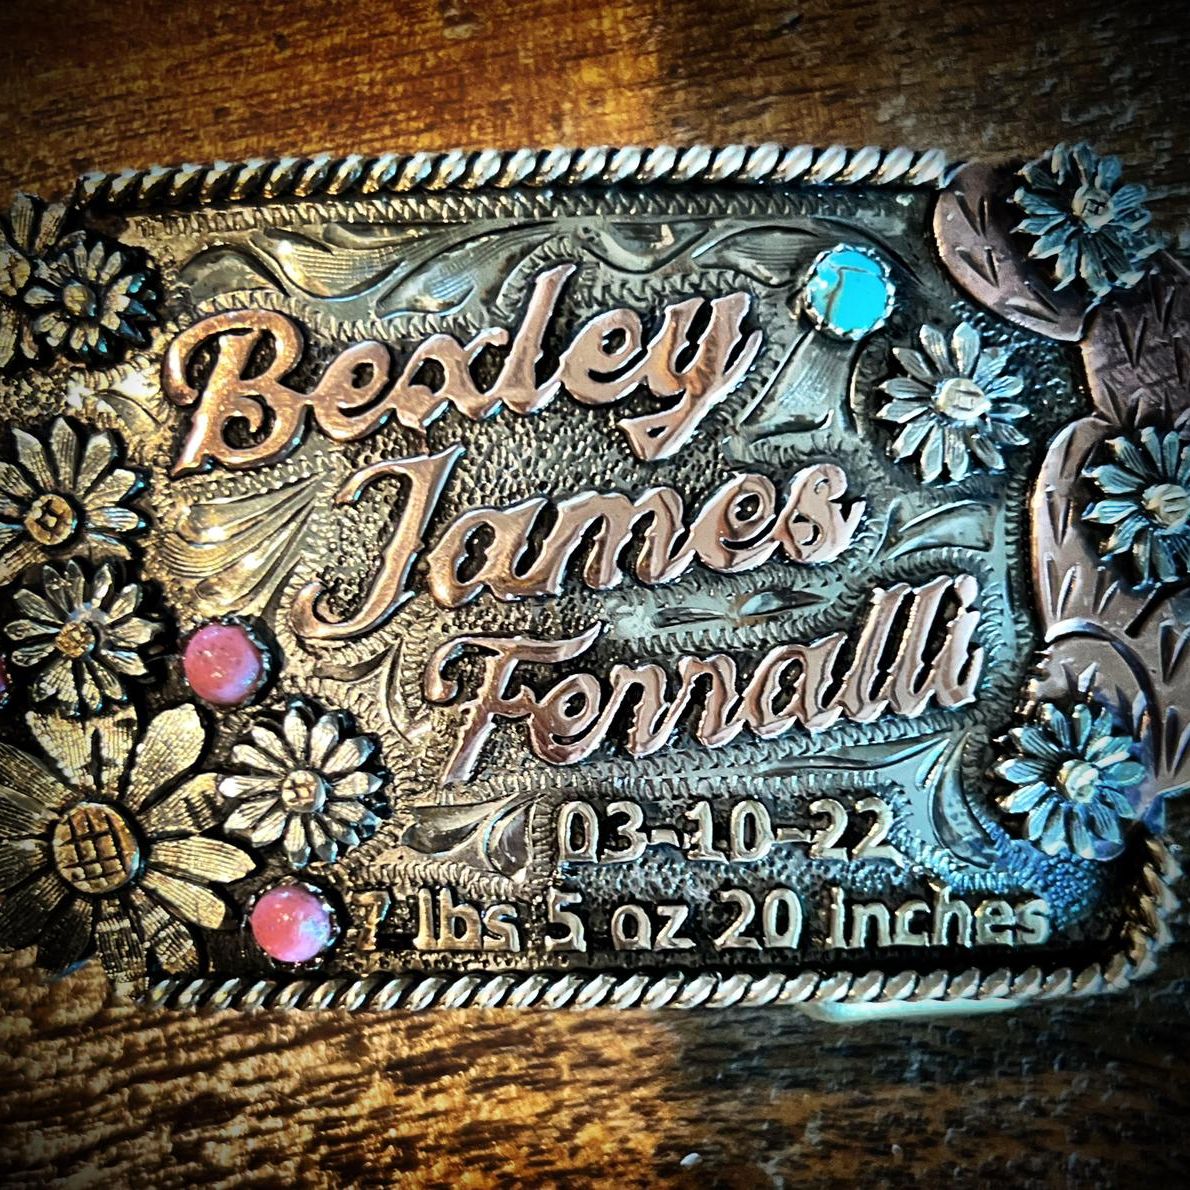 Bexley
James
Ferralli
03-10-22
7 lbs 5 oz 20 inches